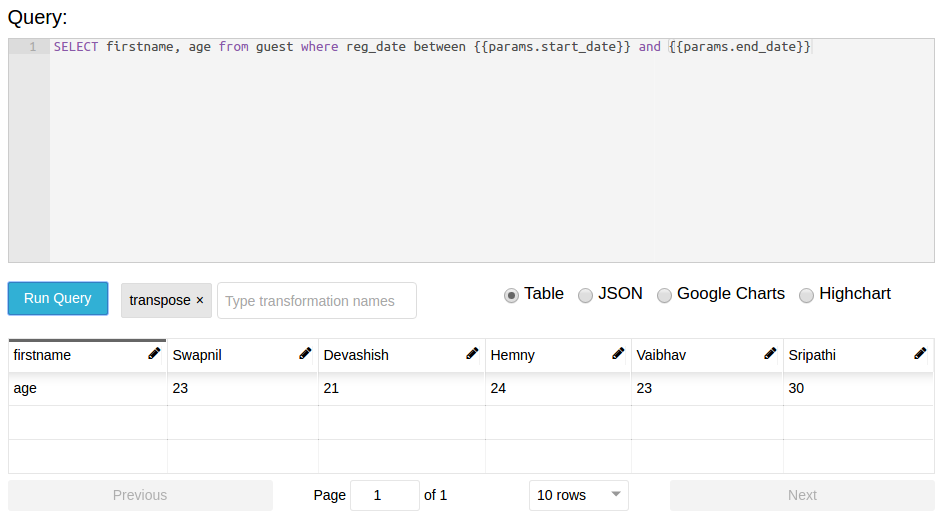 Query:
1 SELECT firstname, age from guest where reg_date between {{params.start_date}} and {{params.end_date}}
Run Query transpose × Type transformation names Table JSON Google Charts Highchart
firstname Swapnil Devashish Hemny Vaibhav Sripathi
age 23 21 24 23 30
Previous Page 1 of 1 10 rows Next